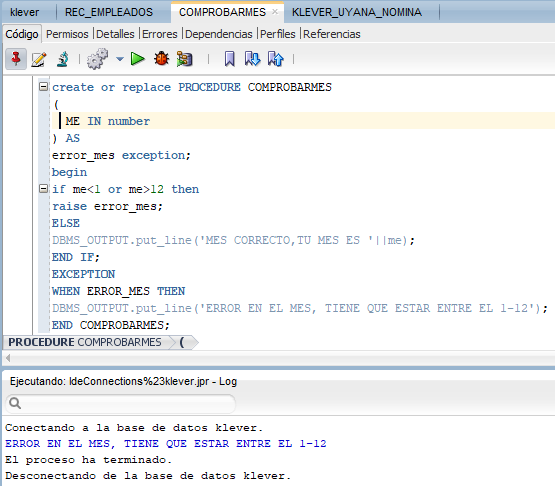 klever REC_EMPLEADOS COMPROBARMES KLEVER_UYANA_NOMINA
Código Permisos Detalles Errores Dependencias Perfiles Referencias
create or replace PROCEDURE COMPROBARMES
(
ME IN number
) AS
error_mes exception;
begin
if me<1 or me>12 then
raise error_mes;
ELSE
DBMS_OUTPUT.put_line('MES CORRECTO,TU MES ES '||me);
END IF;
EXCEPTION
WHEN ERROR_MES THEN
DBMS_OUTPUT.put_line('ERROR EN EL MES, TIENE QUE ESTAR ENTRE EL 1-12');
END COMPROBARMES;
PROCEDURE COMPROBARMES (
Ejecutando: IdeConnections%23klever.jpr - Log
Conectando a la base de datos klever.
ERROR EN EL MES, TIENE QUE ESTAR ENTRE EL 1-12
El proceso ha terminado.
Desconectando de la base de datos klever.